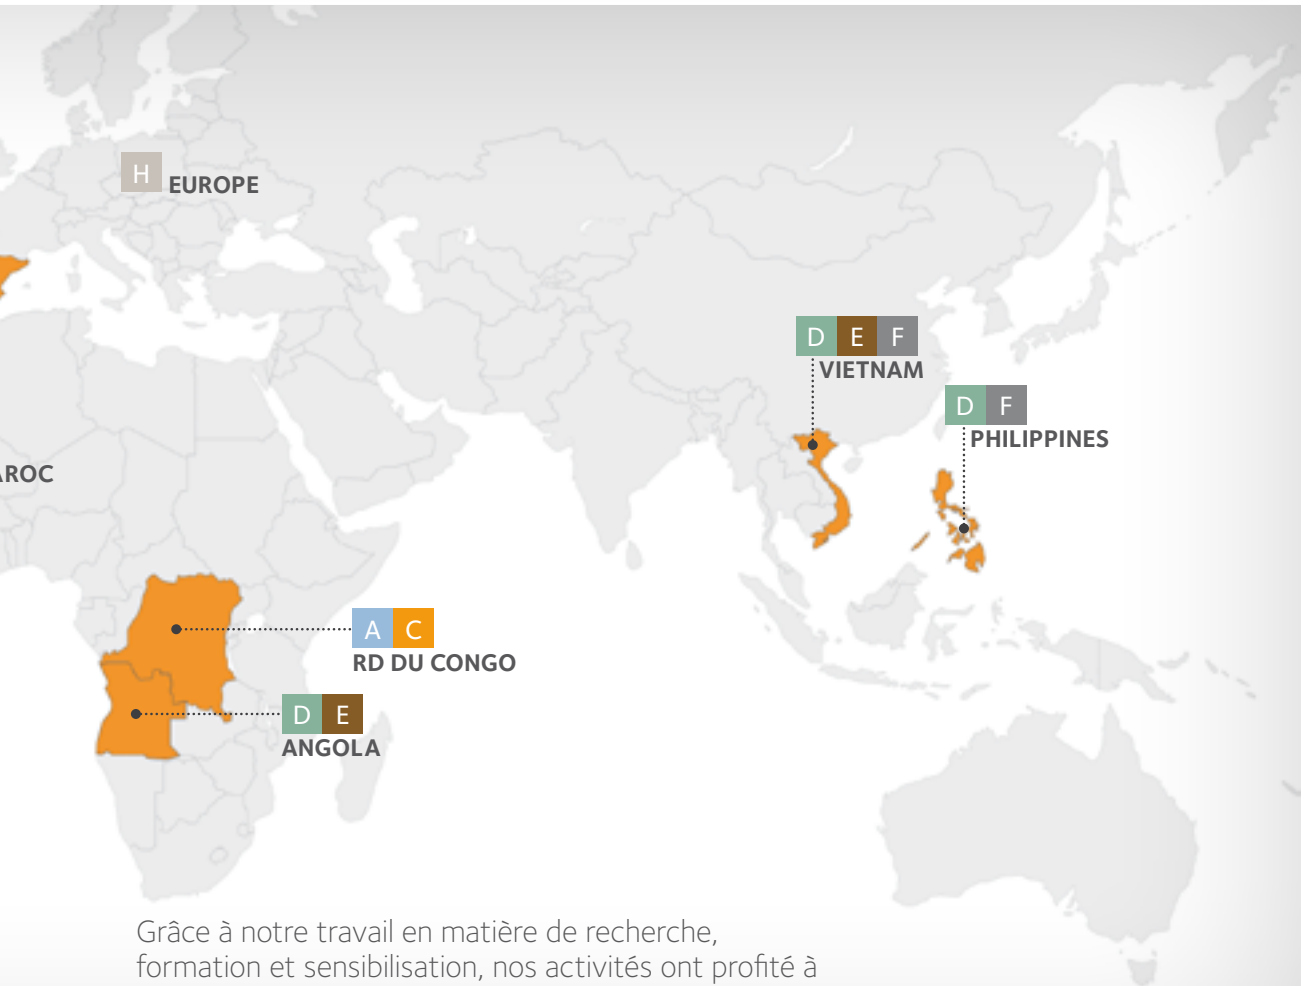 H EUROPE
D E F
VIETNAM
D F
PHILIPPINES
AROC
A C
RD DU CONGO
D E
ANGOLA
Grâce à notre travail en matière de recherche,
formation et sensibilisation, nos activités ont profité à